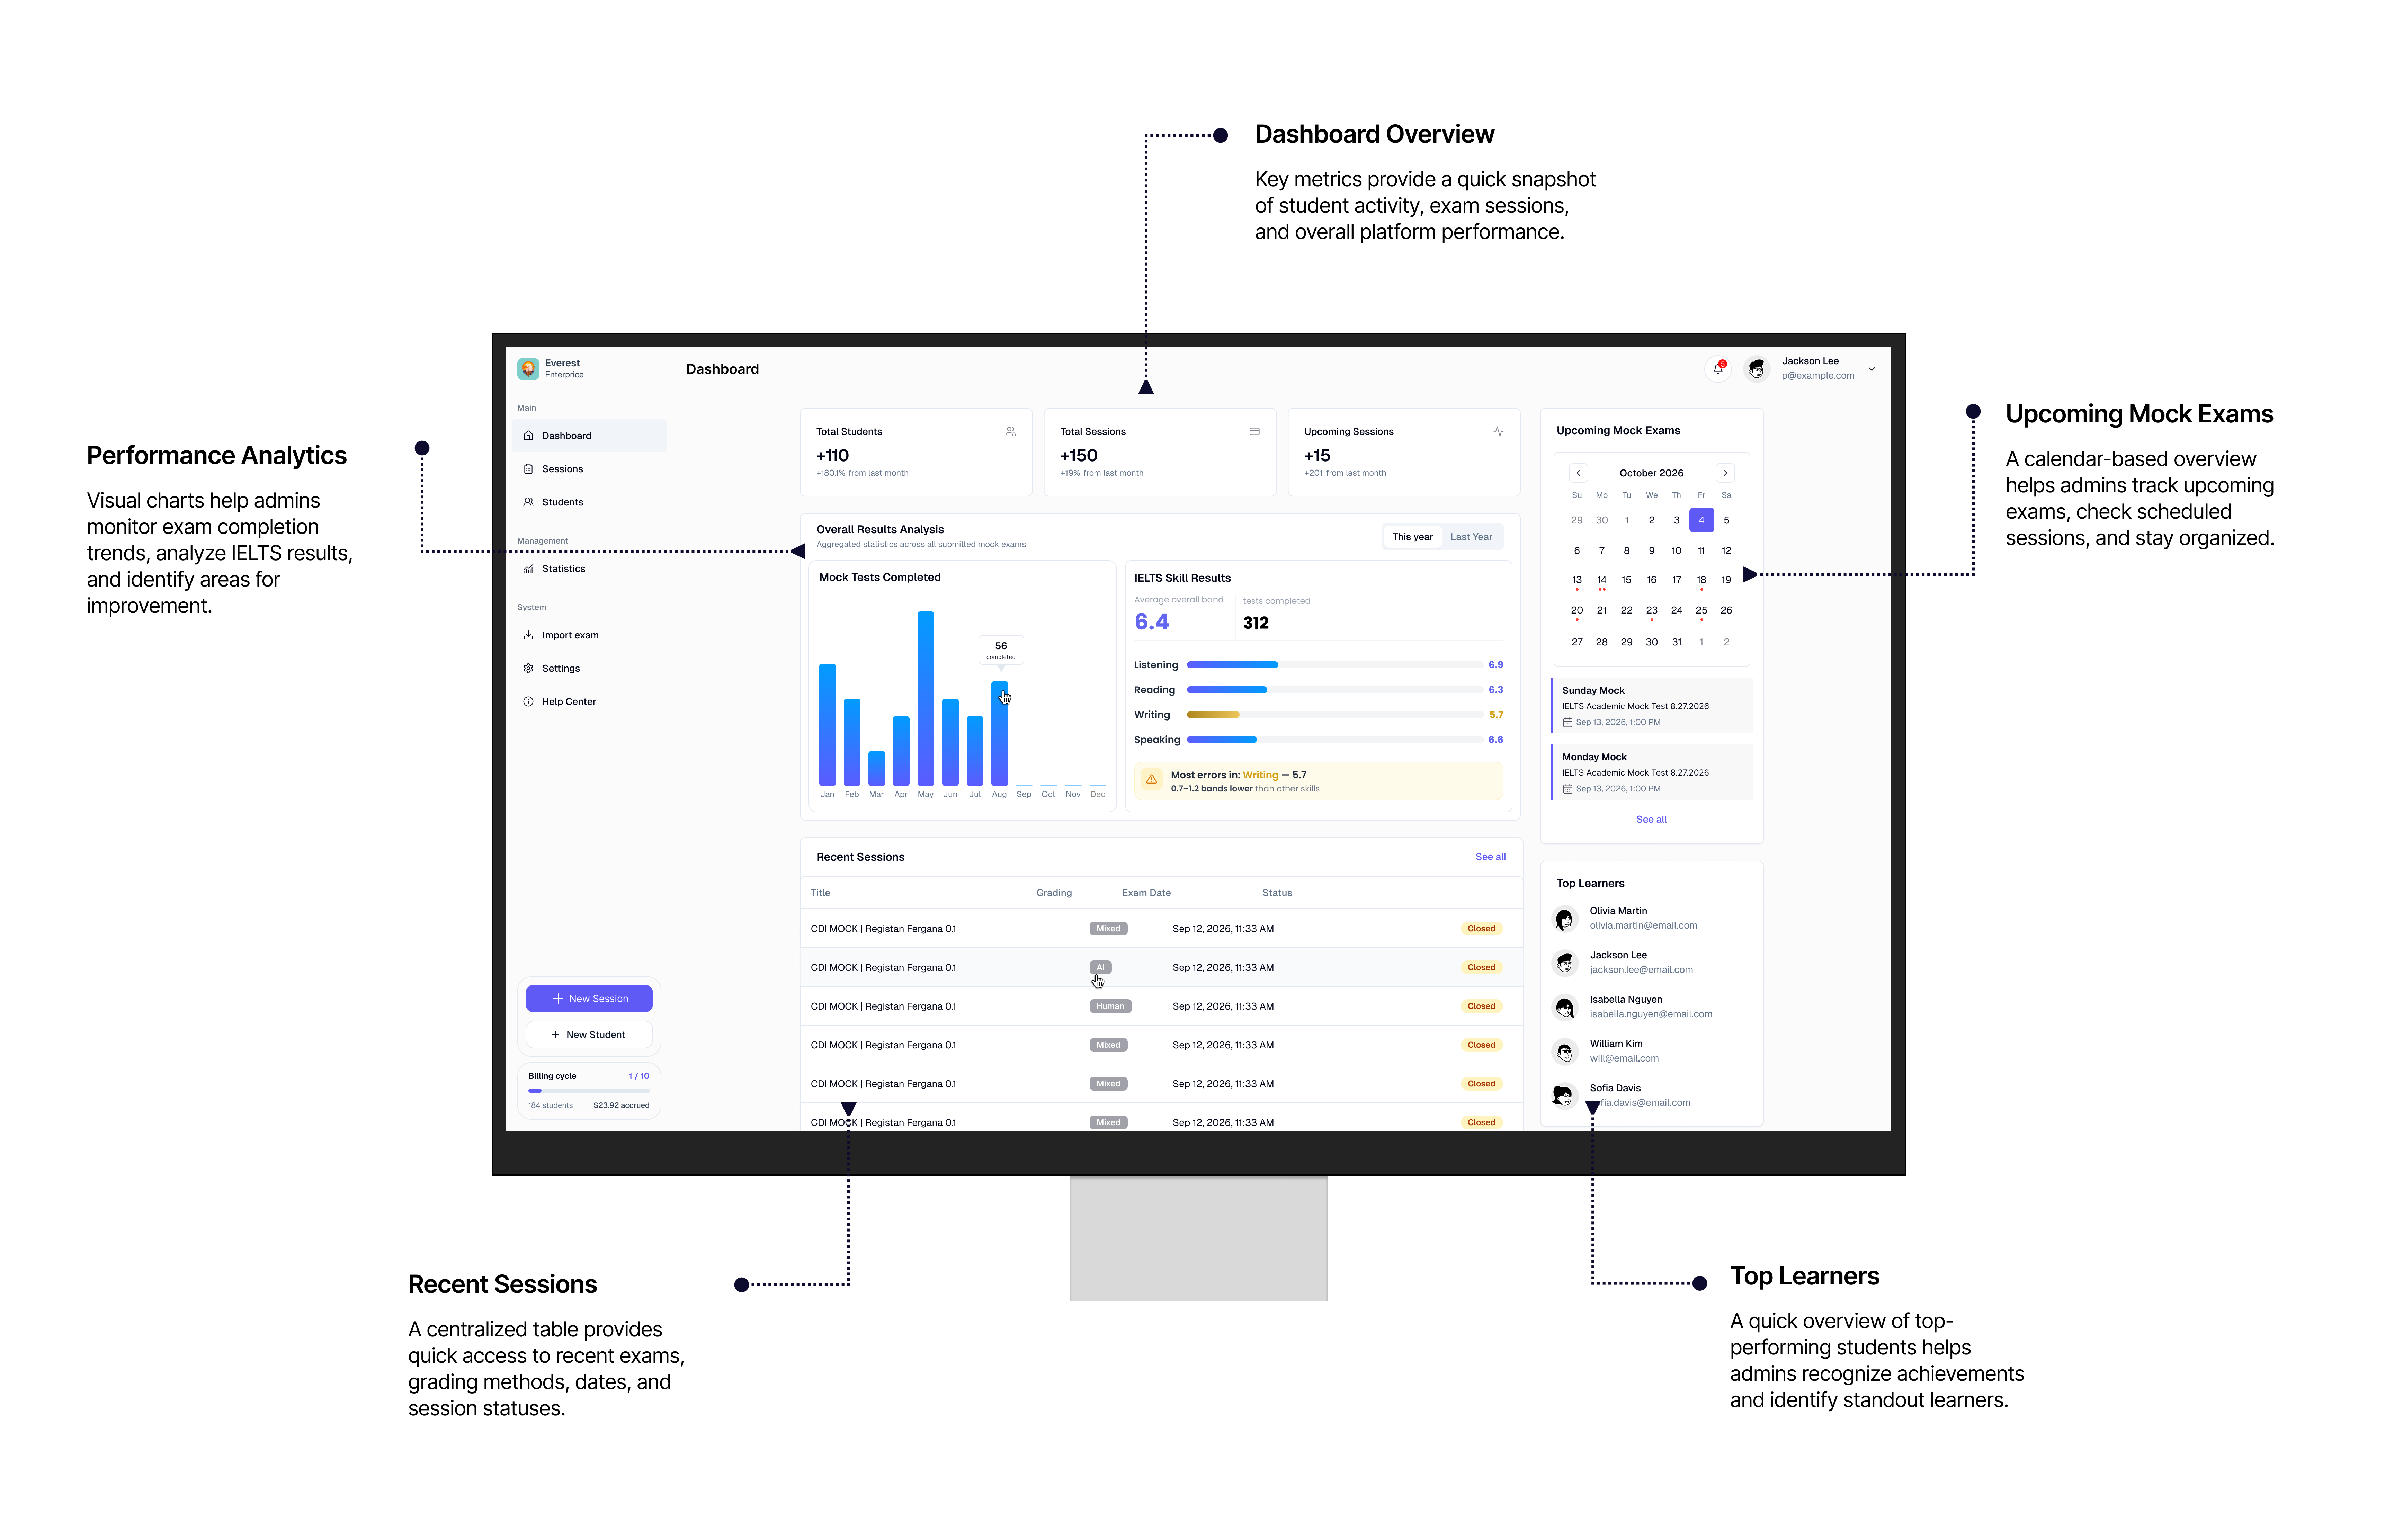 Dashboard Overview
Key metrics provide a quick snapshot
of student activity, exam sessions,
and overall platform performance.
Performance Analytics
Visual charts help admins
monitor exam completion
trends, analyze IELTS results,
and identify areas for
improvement.
Upcoming Mock Exams
A calendar-based overview
helps admins track upcoming
exams, check scheduled
sessions, and stay organized.
Everest
Enterprice
Main
Dashboard
Sessions
Students
Management
Statistics
System
Import exam
Settings
Help Center
New Session
New Student
Billing cycle 1 / 10
184 students $23.92 accrued
Dashboard
5
Jackson Lee
p@example.com
Total Students
+110
+180.1% from last month
Total Sessions
+150
+19% from last month
Upcoming Sessions
+15
+201 from last month
Overall Results Analysis
Aggregated statistics across all submitted mock exams
This year Last Year
Mock Tests Completed
56
completed
Jan Feb Mar Apr May Jun Jul Aug Sep Oct Nov Dec
IELTS Skill Results
Average overall band tests completed
6.4 312
Listening 6.9
Reading 6.3
Writing 5.7
Speaking 6.6
Most errors in: Writing — 5.7
0.7–1.2 bands lower than other skills
Recent Sessions See all
Title Grading Exam Date Status
CDI MOCK | Registan Fergana 0.1 Mixed Sep 12, 2026, 11:33 AM Closed
CDI MOCK | Registan Fergana 0.1 AI Sep 12, 2026, 11:33 AM Closed
CDI MOCK | Registan Fergana 0.1 Human Sep 12, 2026, 11:33 AM Closed
CDI MOCK | Registan Fergana 0.1 Mixed Sep 12, 2026, 11:33 AM Closed
CDI MOCK | Registan Fergana 0.1 Mixed Sep 12, 2026, 11:33 AM Closed
CDI MOCK | Registan Fergana 0.1 Mixed Sep 12, 2026, 11:33 AM Closed
Upcoming Mock Exams
October 2026
Su Mo Tu We Th Fr Sa
29 30 1 2 3 4 5
6 7 8 9 10 11 12
13 14 15 16 17 18 19
20 21 22 23 24 25 26
27 28 29 30 31 1 2
Sunday Mock
IELTS Academic Mock Test 8.27.2026
Sep 13, 2026, 1:00 PM
Monday Mock
IELTS Academic Mock Test 8.27.2026
Sep 13, 2026, 1:00 PM
See all
Top Learners
Olivia Martin
olivia.martin@email.com
Jackson Lee
jackson.lee@email.com
Isabella Nguyen
isabella.nguyen@email.com
William Kim
will@email.com
Sofia Davis
fia.davis@email.com
Recent Sessions
A centralized table provides
quick access to recent exams,
grading methods, dates, and
session statuses.
Top Learners
A quick overview of top-
performing students helps
admins recognize achievements
and identify standout learners.